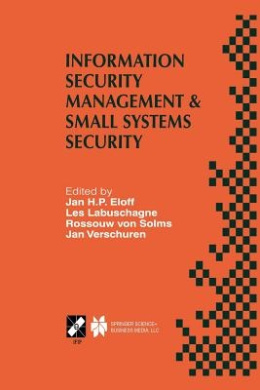 INFORMATION
SECURITY
MANAGEMENT &
SMALL SYSTEMS
SECURITY
Edited by
Jan H.P. Eloff
Les Labuschagne
Rossouw von Solms
Jan Verschuren
SPRINGER SCIENCE+
BUSINESS MEDIA, LLC
IFIP